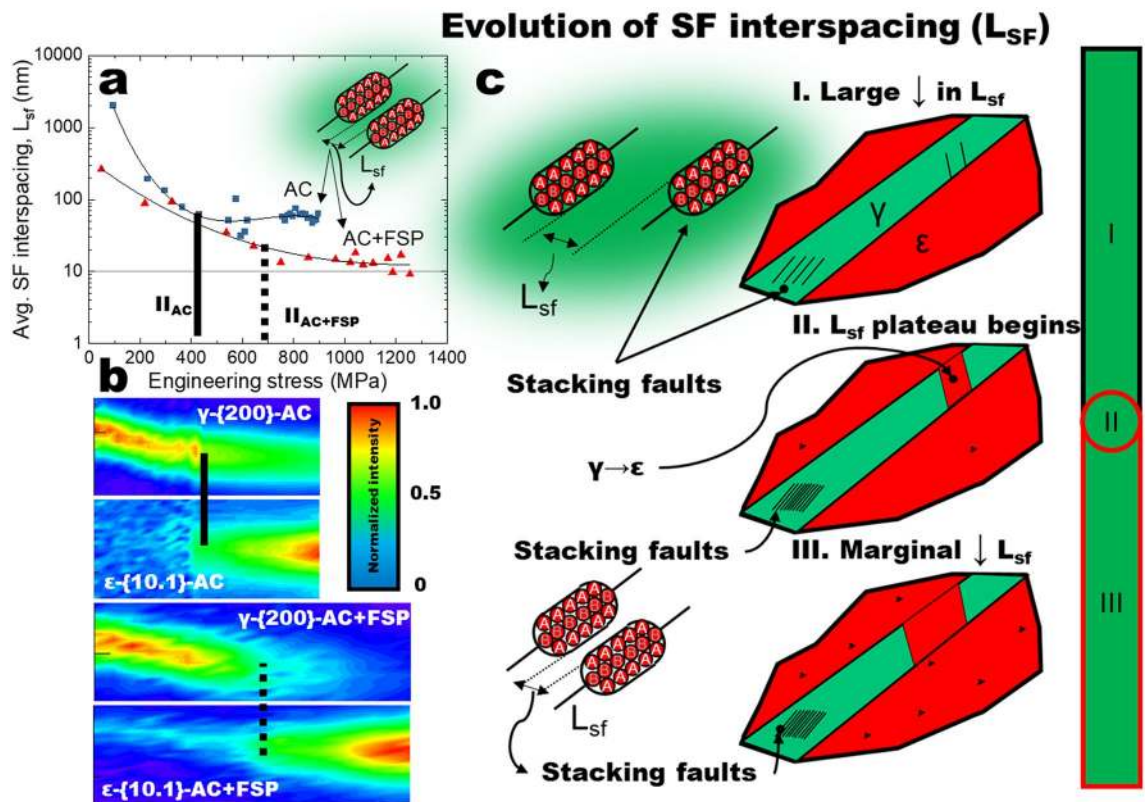 Evolution of SF interspacing (LSF)
a
Avg. SF interspacing, Lsf (nm)
10000
1000
100
10
1
0 200 400 600 800 1000 1200 1400
Engineering stress (MPa)
Lsf
AC
AC+FSP
IIAC
IIAC+FSP
b
γ-{200}-AC
ε-{10.1}-AC
γ-{200}-AC+FSP
ε-{10.1}-AC+FSP
1.0
0.5
0
Normalized intensity
c
I. Large ↓ in Lsf
γ
ε
Lsf
Stacking faults
II. Lsf plateau begins
γ→ε
Stacking faults
III. Marginal ↓ Lsf
Lsf
Stacking faults
I
II
III